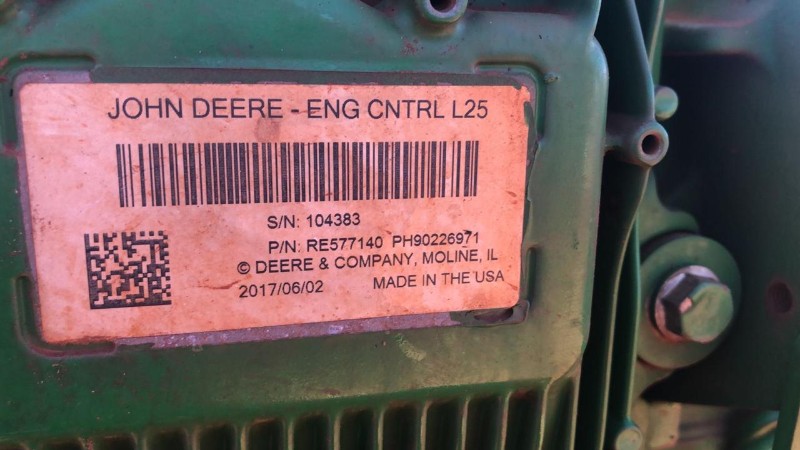 JOHN DEERE - ENG CNTRL L25
S/N: 104383
P/N: RE577140 PH90226971
© DEERE & COMPANY, MOLINE, IL
2017/06/02 MADE IN THE USA